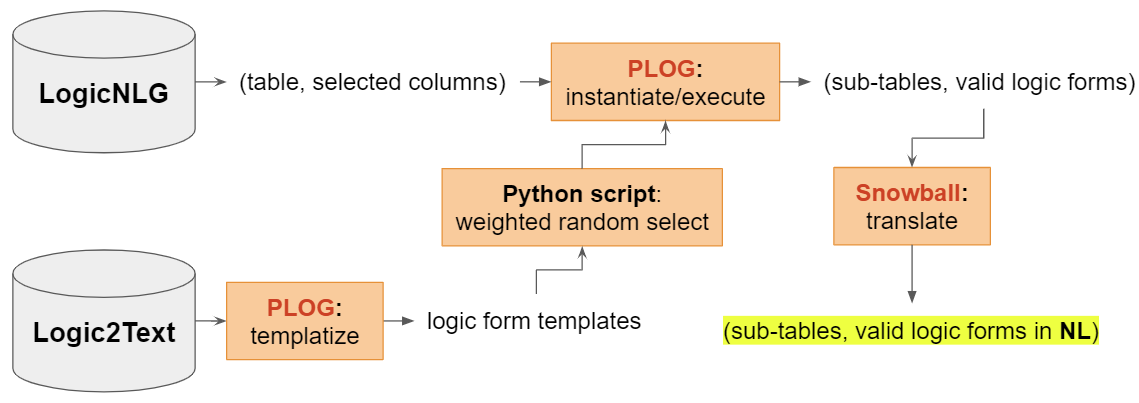 LogicNLG
(table, selected columns)
PLOG:
instantiate/execute
(sub-tables, valid logic forms)
Python script:
weighted random select
Snowball:
translate
Logic2Text
PLOG:
templatize
logic form templates
(sub-tables, valid logic forms in NL)